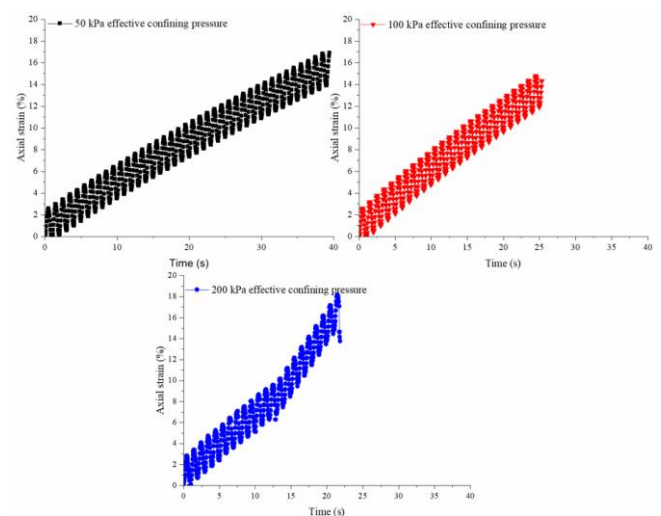 50 kPa effective confining pressure
20
18
16
14
12
10
8
6
4
2
0
Axial strain (%)
0 10 20 30 40
Time (s)
100 kPa effective confining pressure
20
18
16
14
12
10
8
6
4
2
0
Axial strain (%)
0 5 10 15 20 25 30 35 40
Time (s)
200 kPa effective confining pressure
20
18
16
14
12
10
8
6
4
2
0
Axial strain (%)
0 5 10 15 20 25 30 35 40
Time (s)